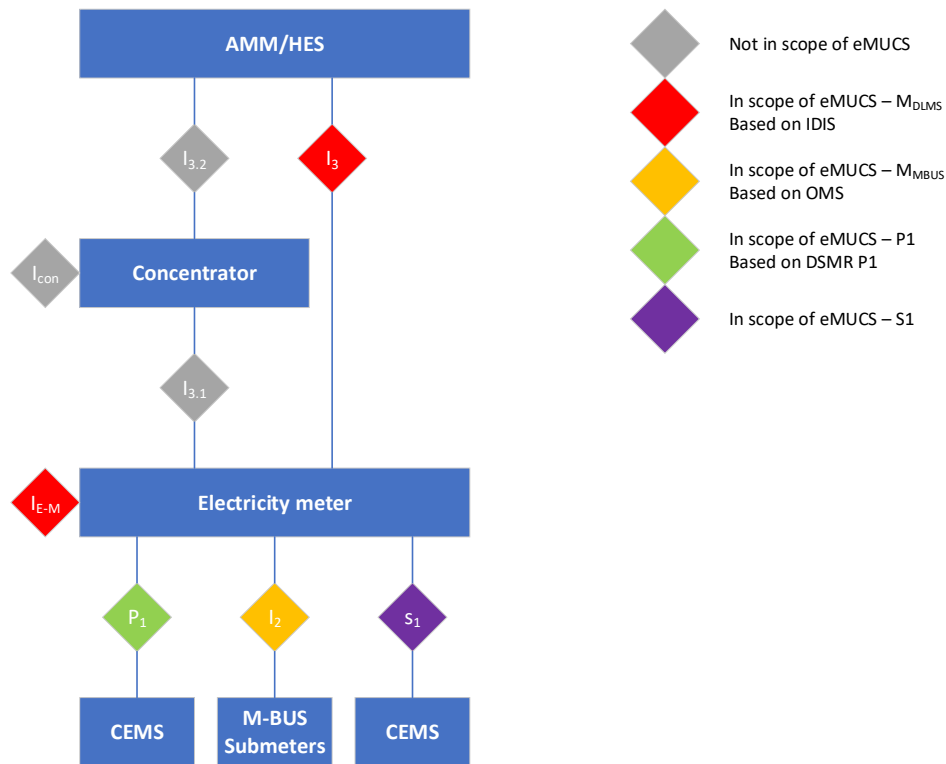 AMM/HES
I3.2
I3
Icon
Concentrator
I3.1
IE-M
Electricity meter
P1
I2
s1
CEMS
M-BUS
Submeters
CEMS
Not in scope of eMUCS
In scope of eMUCS – MDLMS
Based on IDIS
In scope of eMUCS – MMBUS
Based on OMS
In scope of eMUCS – P1
Based on DSMR P1
In scope of eMUCS – S1